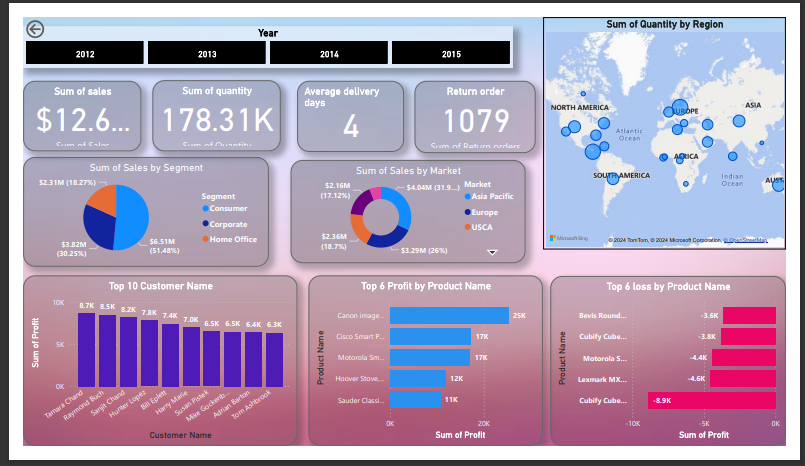 Year
2012
2013
2014
2015
Sum of sales
$12.6...
Sum of Sales
Sum of quantity
178.31K
Sum of Quantity
Average delivery
days
4
Return order
1079
Sum of Return orders
Sum of Quantity by Region
NORTH AMERICA
EUROPE
ASIA
Atlantic
Ocean
AFRICA
SOUTH AMERICA
Indian
Ocean
AUST
Microsoft Bing
© 2024 TomTom, © 2024 Microsoft Corporation, © OpenStreetMap
Sum of Sales by Segment
$2.31M (18.27%)
$3.82M
(30.25%)
$6.51M
(51.48%)
Segment
Consumer
Corporate
Home Office
Sum of Sales by Market
$2.16M
(17.12%)
$4.04M (31.9...)
$2.36M
(18.7%)
$3.29M (26%)
Market
Asia Pacific
Europe
USCA
Top 10 Customer Name
Sum of Profit
10K
5K
0K
8.7K
8.5K
8.2K
7.8K
7.4K
7.0K
6.5K
6.5K
6.4K
6.3K
Tamara Chand
Raymond Buch
Sanjit Chand
Hunter Lopez
Bill Eplett
Harry Marie
Susan Pistek
Mike Gockenb...
Adrian Barton
Tom Ashbrook
Customer Name
Top 6 Profit by Product Name
Product Name
Canon image...
25K
Cisco Smart P...
17K
Motorola Sm...
17K
Hoover Stove,...
12K
Sauder Classi...
11K
0K
20K
Sum of Profit
Top 6 loss by Product Name
Product Name
Bevis Round...
-3.6K
Cubify Cube...
-3.8K
Motorola S...
-4.4K
Lexmark MX...
-4.6K
Cubify Cube...
-8.9K
-10K
-5K
0K
Sum of Profit